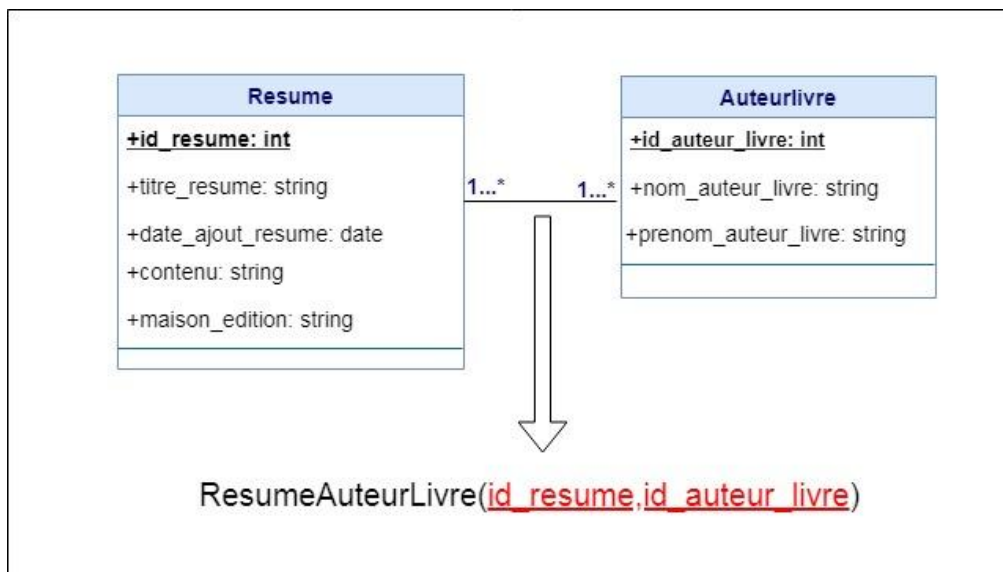 Resume
+id_resume: int
+titre_resume: string
+date_ajout_resume: date
+contenu: string
+maison_edition: string
1...*
1...*
Auteurlivre
+id_auteur_livre: int
+nom_auteur_livre: string
+prenom_auteur_livre: string
ResumeAuteurLivre(id_resume,id_auteur_livre)